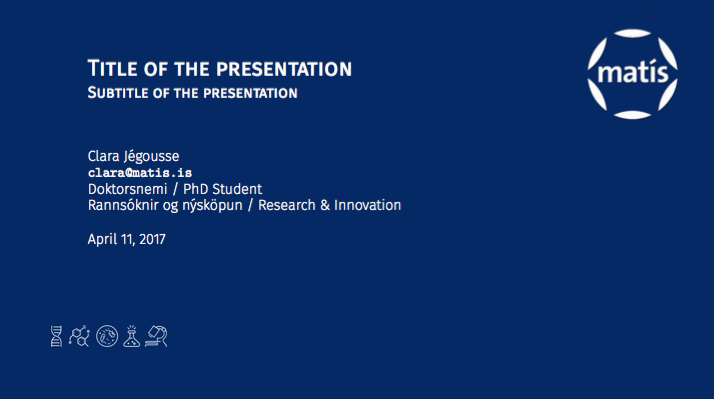 Title of the presentation
Subtitle of the presentation
matís
Clara Jégousse
clara@matis.is
Doktorsnemi / PhD Student
Rannsóknir og nýsköpun / Research & Innovation
April 11, 2017